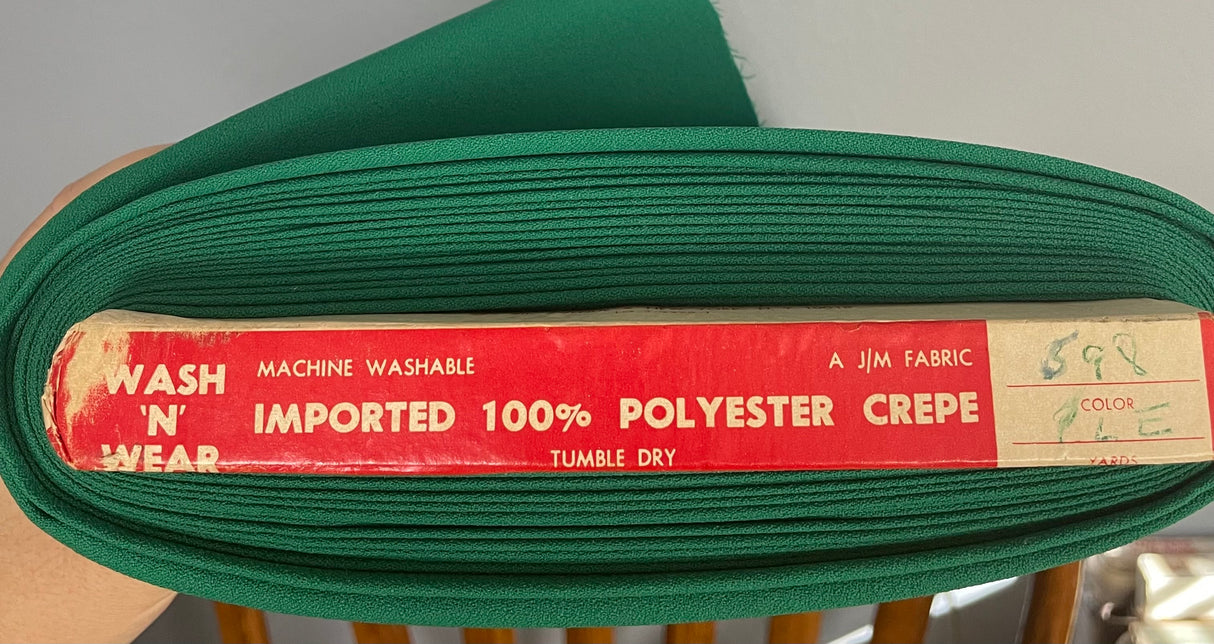 WASH
'N'
WEAR
MACHINE WASHABLE
A J/M FABRIC
IMPORTED 100% POLYESTER CREPE
TUMBLE DRY
598
COLOR
YARDS